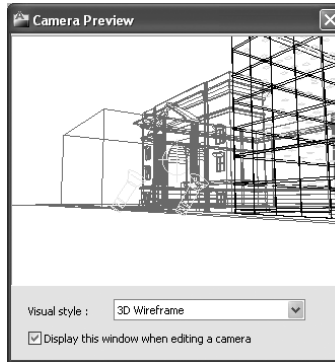 Camera Preview
Visual style : 3D Wireframe
Display this window when editing a camera